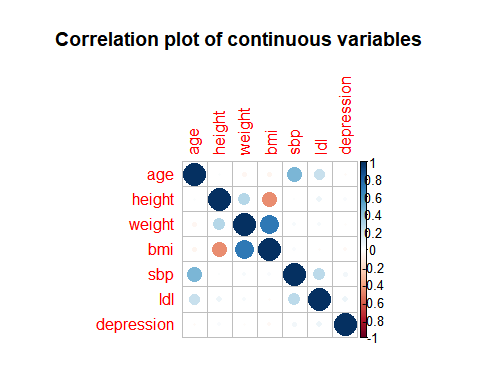 Correlation plot of continuous variables
age height weight bmi sbp ldl depression
age
height
weight
bmi
sbp
ldl
depression
1
0.8
0.6
0.4
0.2
0
-0.2
-0.4
-0.6
-0.8
-1